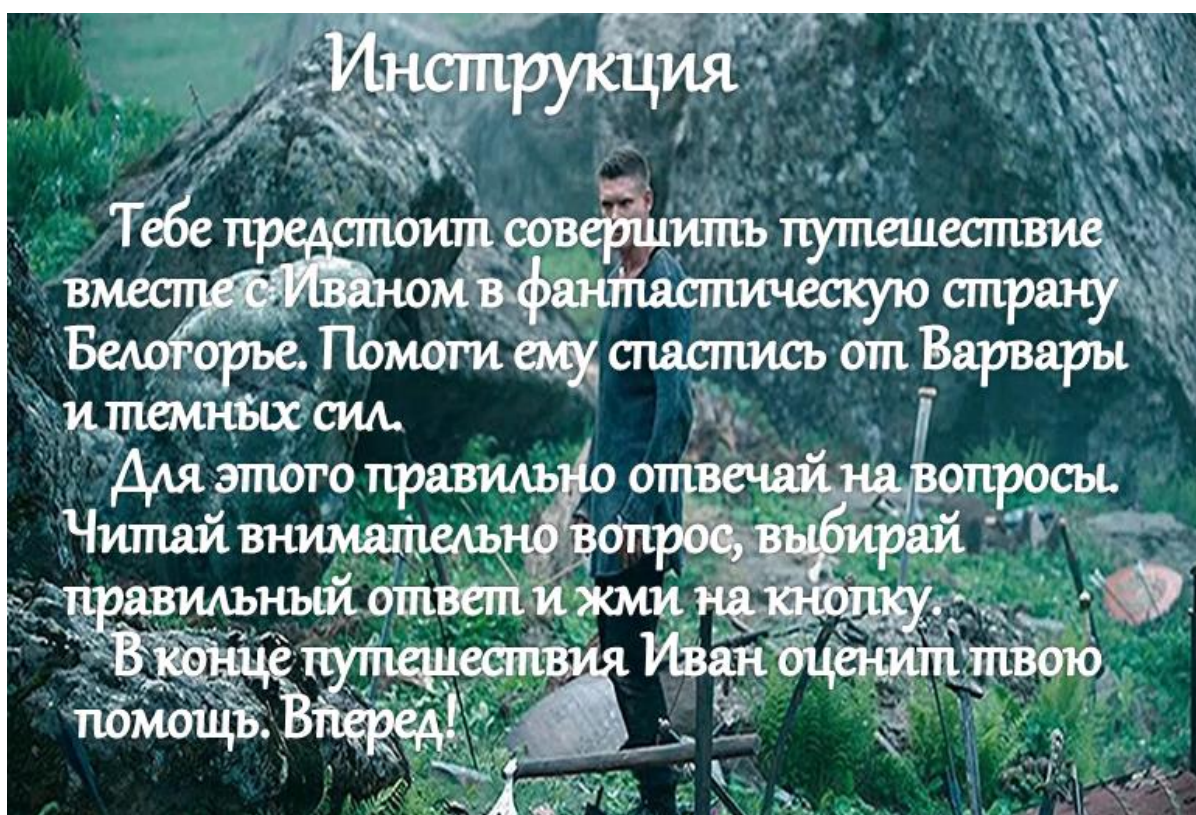 Инструкция
Тебе предстоит совершить путешествие
вместе с Иваном в фантастическую страну
Белогорье. Помоги ему спастись от Варвары
и темных сил.
Для этого правильно отвечай на вопросы.
Читай внимательно вопрос, выбирай
правильный ответ и жми на кнопку.
В конце путешествия Иван оценит твою
помощь. Вперед!